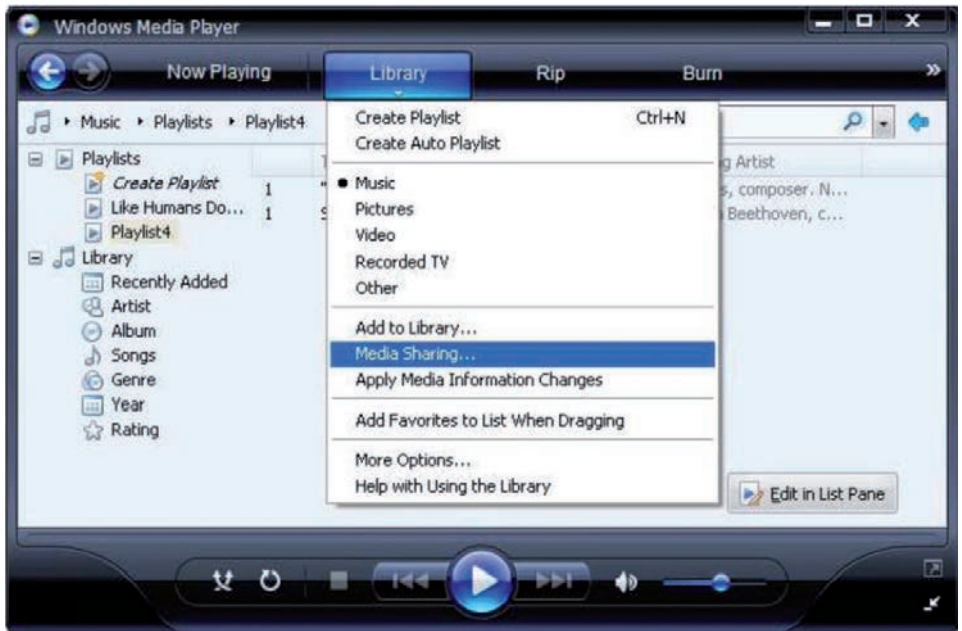 Windows Media Player
Now Playing Library Rip Burn »
Music Playlists Playlist4
Create Playlist Ctrl+N
Create Auto Playlist
Music
Pictures
Video
Recorded TV
Other
Add to Library...
Media Sharing...
Apply Media Information Changes
Add Favorites to List When Dragging
More Options...
Help with Using the Library
Playlists
Create Playlist
Like Humans Do...
Playlist4
Library
Recently Added
Artist
Album
Songs
Genre
Year
Rating
1
1
Artist
composer. N...
Beethoven, c...
Edit in List Pane